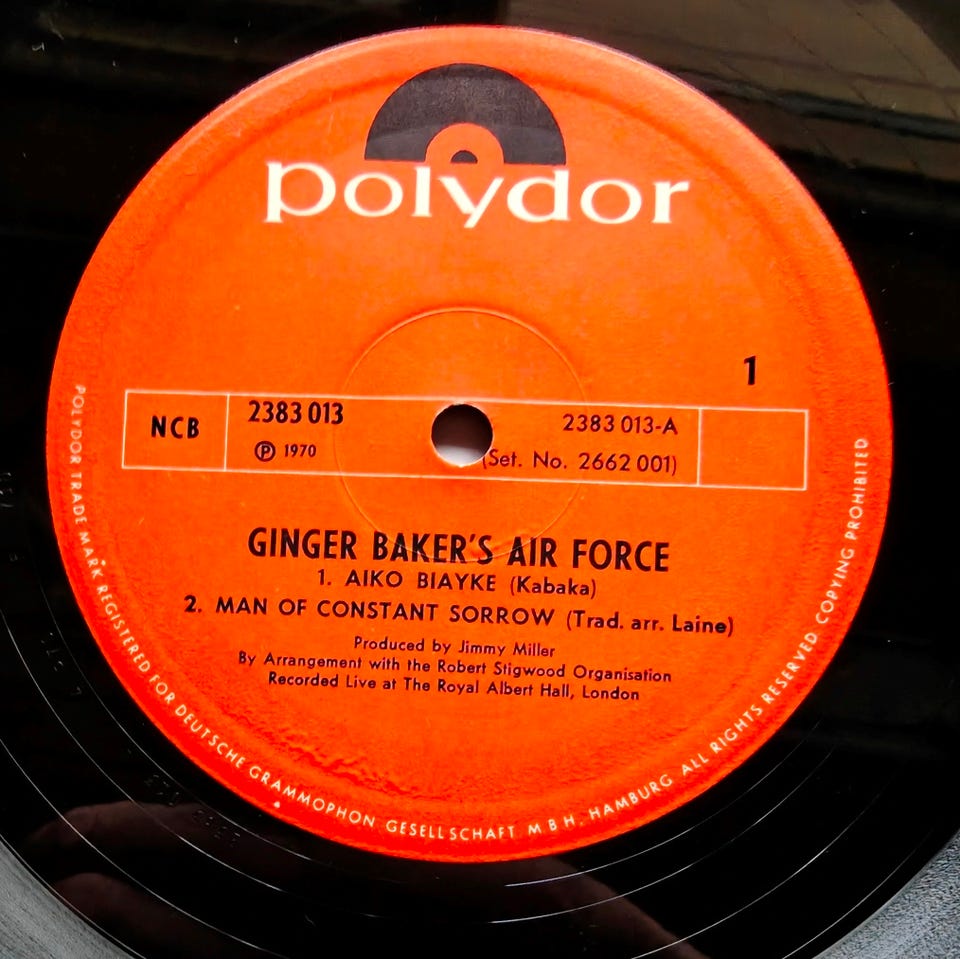 polydor
1
NCB
2383 013
℗ 1970
2383 013-A
(Set. No. 2662 001)
GINGER BAKER'S AIR FORCE
1. AIKO BIAYKE (Kabaka)
2. MAN OF CONSTANT SORROW (Trad. arr. Laine)
Produced by Jimmy Miller
By Arrangement with the Robert Stigwood Organisation
Recorded Live at The Royal Albert Hall, London
POLYDOR TRADE MARK REGISTERED FOR DEUTSCHE GRAMMOPHON GESELLSCHAFT M B H. HAMBURG ALL RIGHTS RESERVED COPYING PROHIBITED